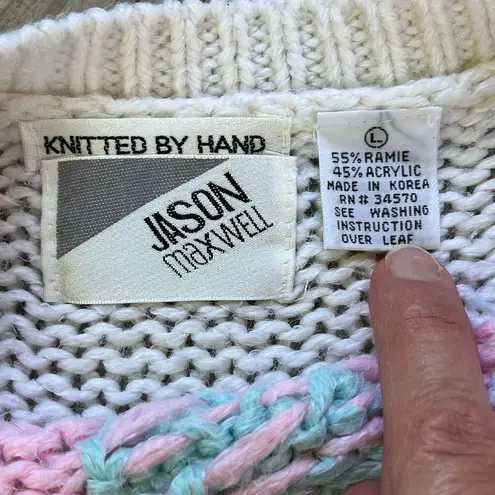 KNITTED BY HAND
JASON
maxWELL
L
55% RAMIE
45% ACRYLIC
MADE IN KOREA
RN# 34570
SEE WASHING
INSTRUCTION
OVER LEAF